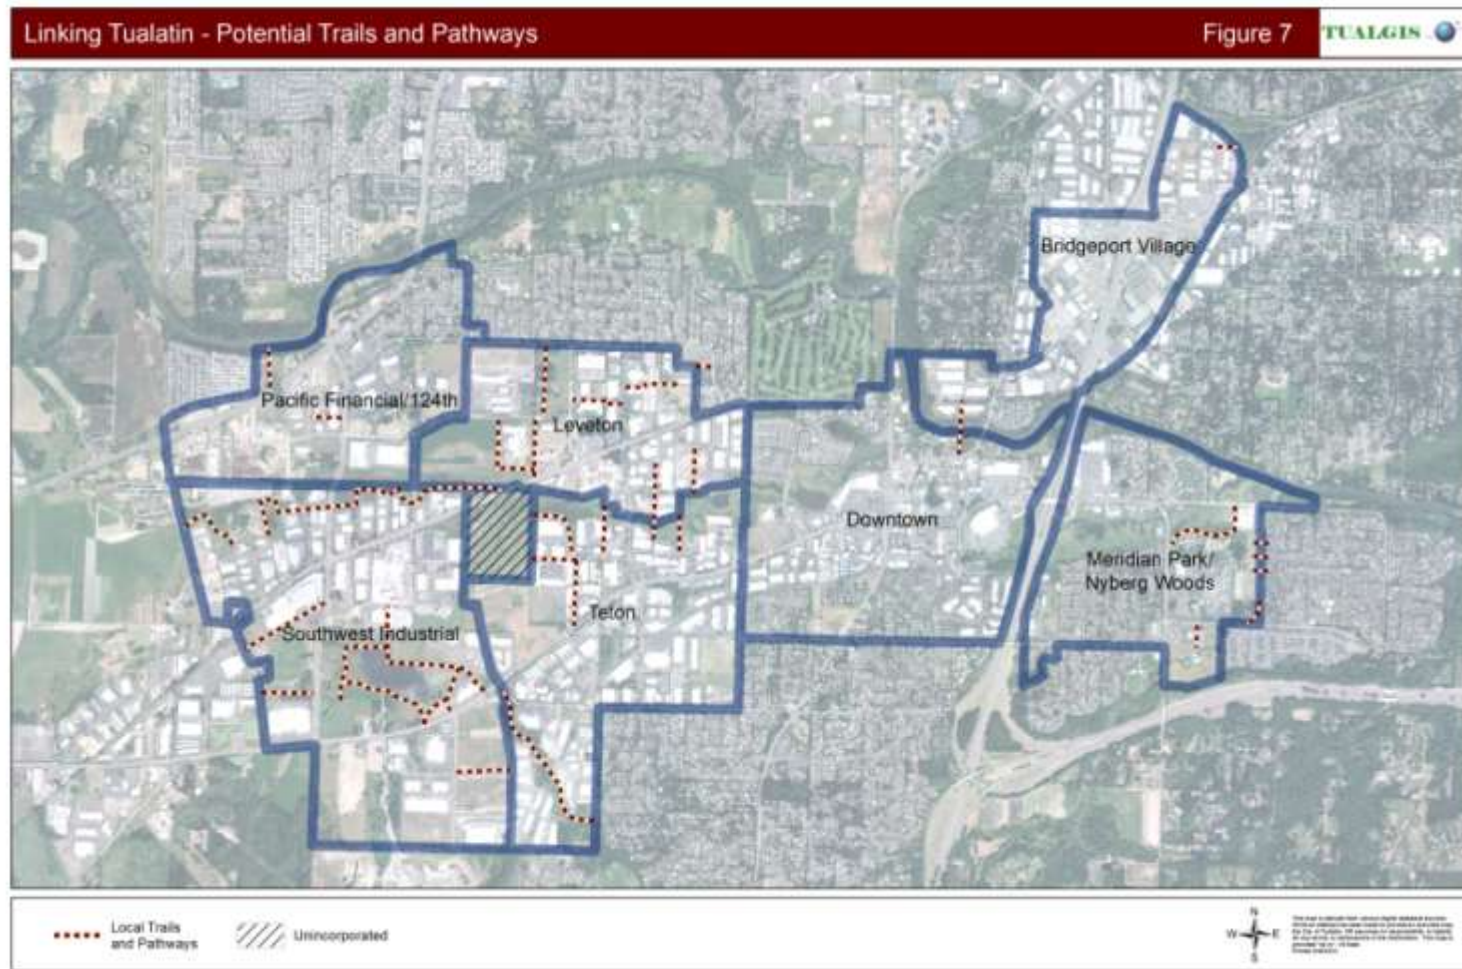 Linking Tualatin - Potential Trails and Pathways
Figure 7
TUALGIS
Bridgeport Village
Pacific Financial/124th
Leveton
Downtown
Meridian Park/
Nyberg Woods
Teton
Southwest Industrial
Local Trails
and Pathways
Unincorporated
N
W E
S